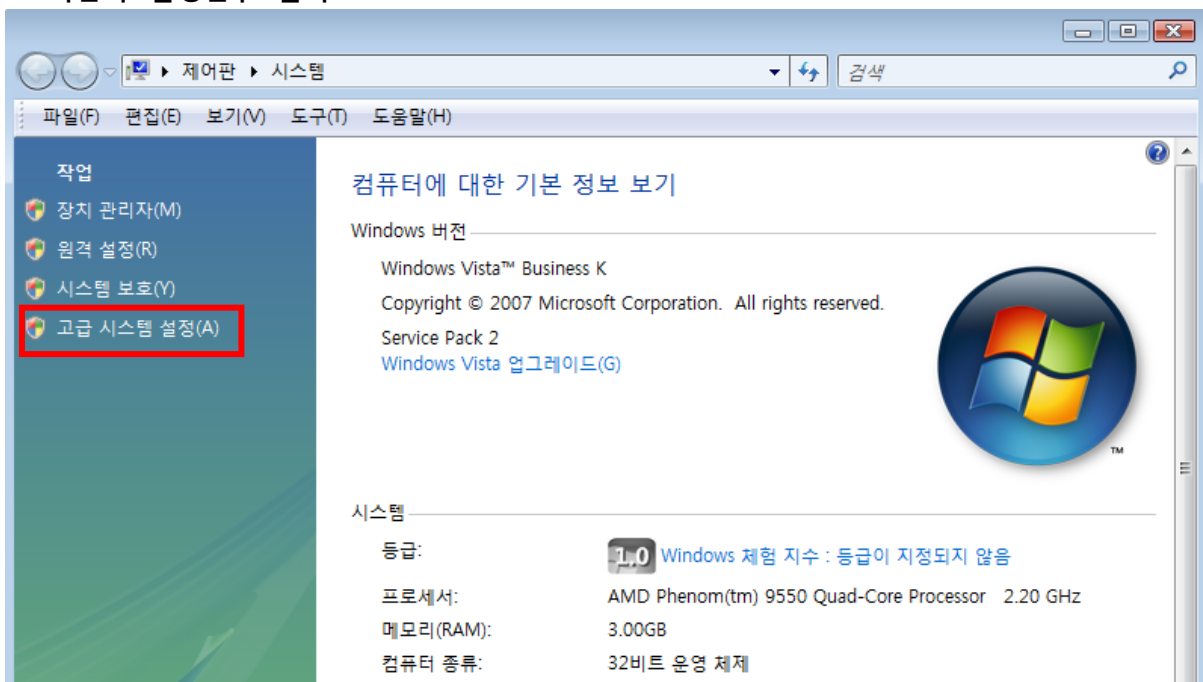 제어판 ▸ 시스템
검색
파일(F) 편집(E) 보기(V) 도구(T) 도움말(H)
작업
장치 관리자(M)
원격 설정(R)
시스템 보호(Y)
고급 시스템 설정(A)
컴퓨터에 대한 기본 정보 보기
Windows 버전
Windows Vista™ Business K
Copyright © 2007 Microsoft Corporation. All rights reserved.
Service Pack 2
Windows Vista 업그레이드(G)
TM
시스템
등급: 1.0 Windows 체험 지수 : 등급이 지정되지 않음
프로세서: AMD Phenom(tm) 9550 Quad-Core Processor 2.20 GHz
메모리(RAM): 3.00GB
컴퓨터 종류: 32비트 운영 체제